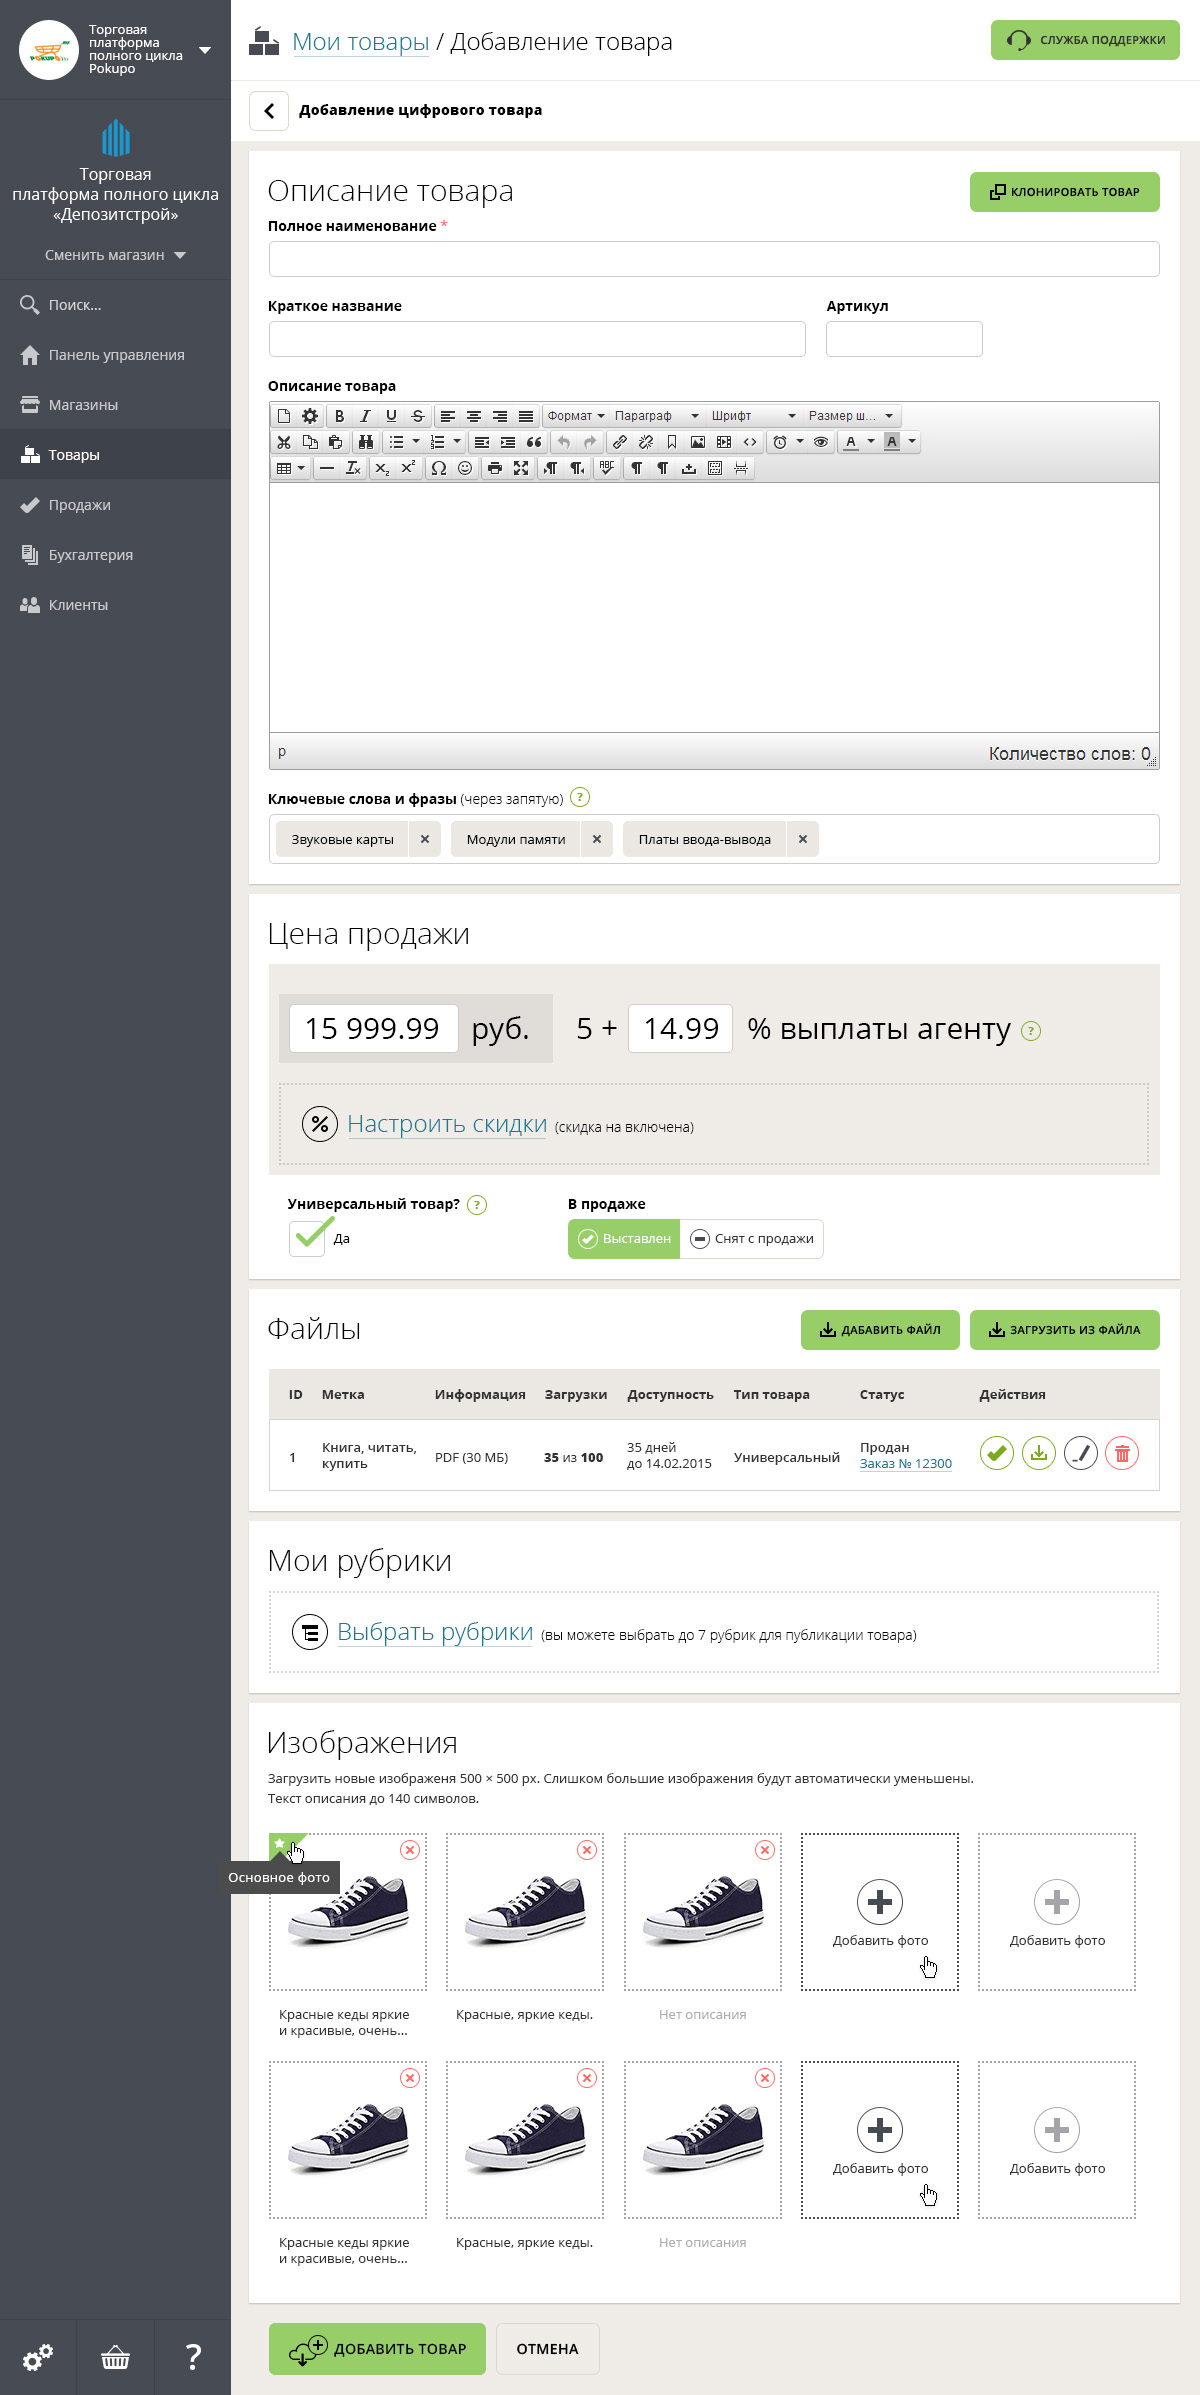 Торговая
платформа
полного цикла
Pokupo
POKUPO
Торговая
платформа полного цикла
«Депозитстрой»
Сменить магазин
Поиск...
Панель управления
Магазины
Товары
Продажи
Бухгалтерия
Клиенты
?
Мои товары / Добавление товара
СЛУЖБА ПОДДЕРЖКИ
Добавление цифрового товара
Описание товара
КЛОНИРОВАТЬ ТОВАР
Полное наименование *
Краткое название
Артикул
Описание товара
Формат
Параграф
Шрифт
Размер ш...
p
Количество слов: 0
Ключевые слова и фразы (через запятую) ?
Звуковые карты ×
Модули памяти ×
Платы ввода-вывода ×
Цена продажи
15 999.99 руб. 5 + 14.99 % выплаты агенту ?
Настроить скидки (скидка на включена)
Универсальный товар? ?
Да
В продаже
Выставлен
Снят с продажи
Файлы
ДАБАВИТЬ ФАЙЛ
ЗАГРУЗИТЬ ИЗ ФАЙЛА
ID Метка Информация Загрузки Доступность Тип товара Статус Действия
1
Книга, читать,
купить
PDF (30 МБ)
35 из 100
35 дней
до 14.02.2015
Универсальный
Продан
Заказ № 12300
Мои рубрики
Выбрать рубрики (вы можете выбрать до 7 рубрик для публикации товара)
Изображения
Загрузить новые изображеня 500 × 500 px. Слишком большие изображения будут автоматически уменьшены.
Текст описания до 140 символов.
Основное фото
Добавить фото
Добавить фото
Красные кеды яркие
и красивые, очень...
Красные, яркие кеды.
Нет описания
Добавить фото
Добавить фото
Красные кеды яркие
и красивые, очень...
Красные, яркие кеды.
Нет описания
ДОБАВИТЬ ТОВАР
ОТМЕНА